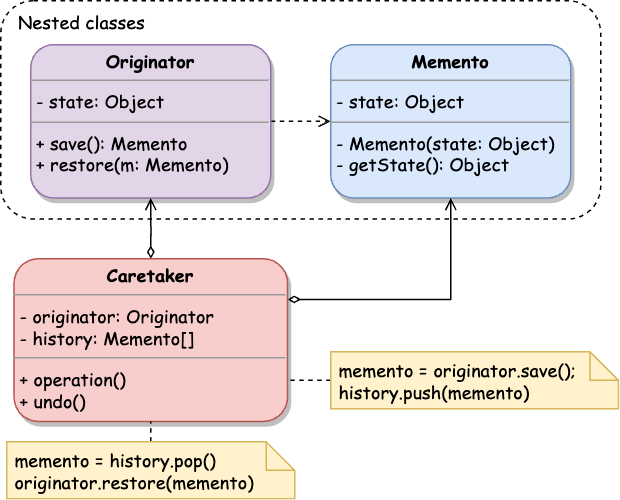 Nested classes
Originator
- state: Object
+ save(): Memento
+ restore(m: Memento)
Memento
- state: Object
- Memento(state: Object)
- getState(): Object
Caretaker
- originator: Originator
- history: Memento[]
+ operation()
+ undo()
memento = originator.save();
history.push(memento)
memento = history.pop()
originator.restore(memento)